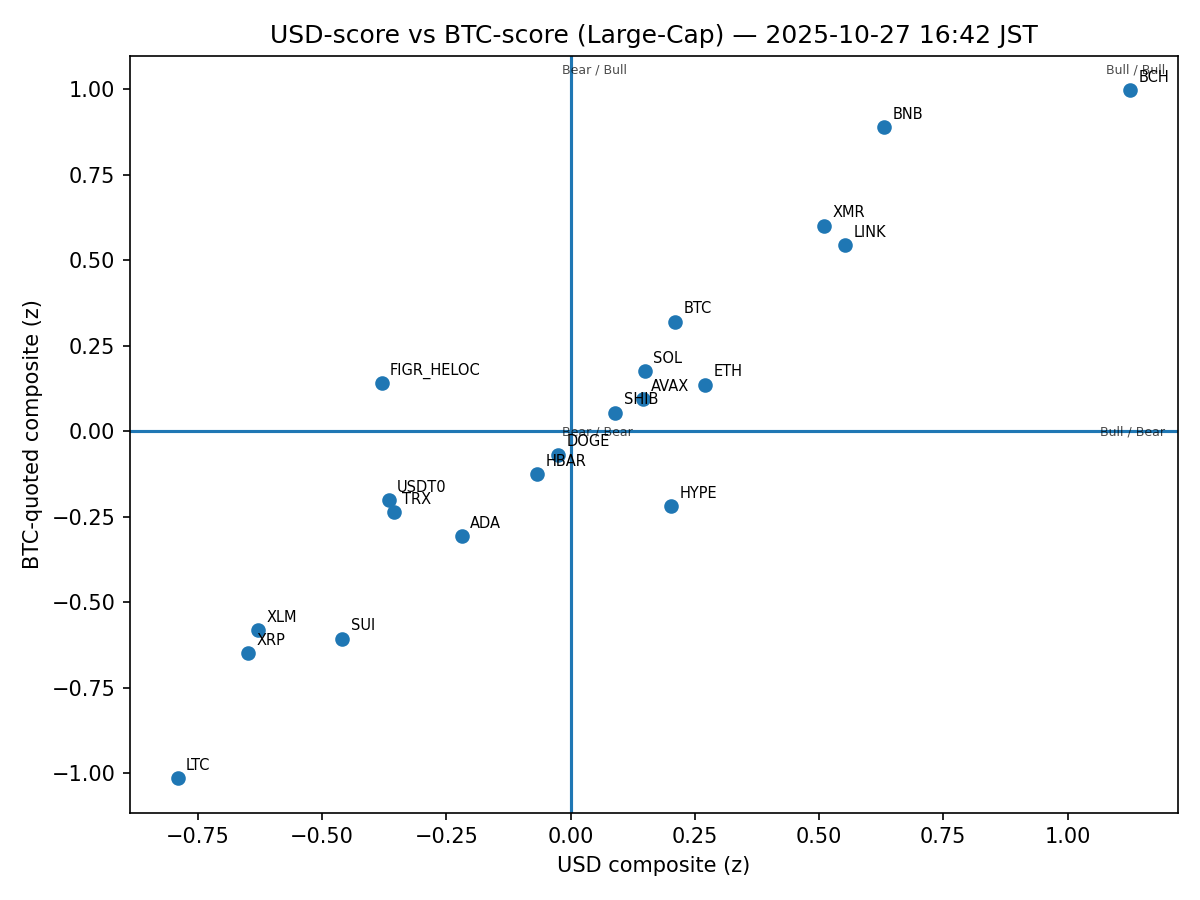 USD-score vs BTC-score (Large-Cap) — 2025-10-27 16:42 JST
Bear / Bull
Bull / Bull
BCH
BNB
XMR
LINK
BTC
SOL
ETH
FIGR_HELOC
AVAX
SHIB
Bear / Bear
Bull / Bear
DOGE
HBAR
USDT0
TRX
HYPE
ADA
XLM
SUI
XRP
LTC
1.00
0.75
0.50
0.25
0.00
−0.25
−0.50
−0.75
−1.00
BTC-quoted composite (z)
−0.75
−0.50
−0.25
0.00
0.25
0.50
0.75
1.00
USD composite (z)